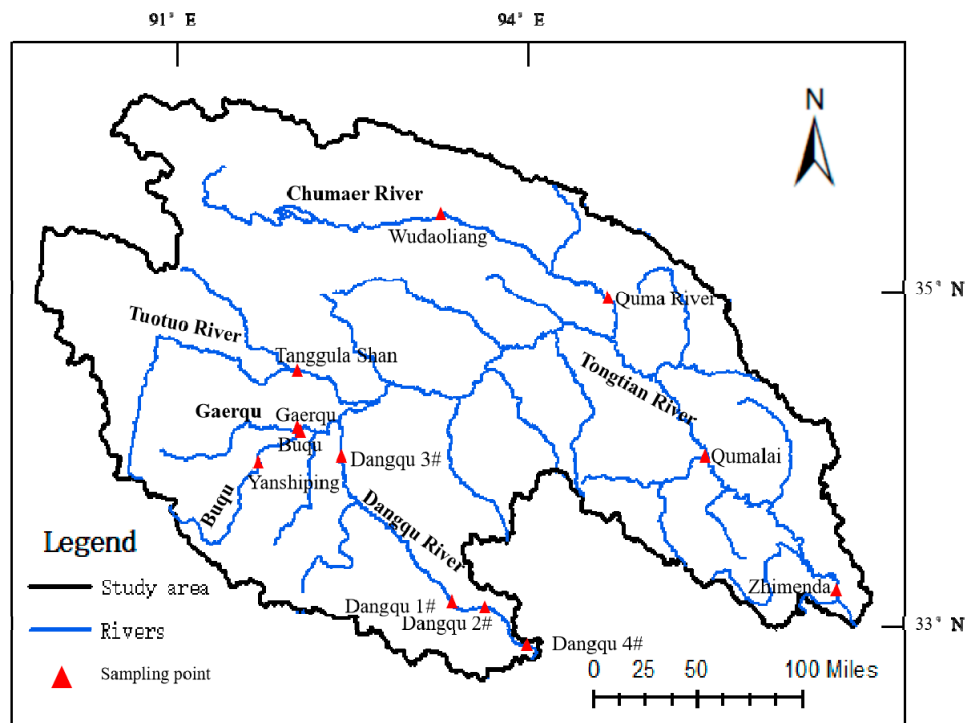 91° E
94° E
N
Chumaer River
Wudaoliang
35° N
Quma River
Tuotuo River
Tanggula Shan
Tongtian River
Gaerqu
Gaerqu
Buqu
Qumalai
Dangqu 3#
Yanshiping
Buqu
Dangqu River
Legend
Study area
Rivers
Sampling point
Zhimenda
Dangqu 1#
Dangqu 2#
33° N
Dangqu 4#
0 25 50 100 Miles